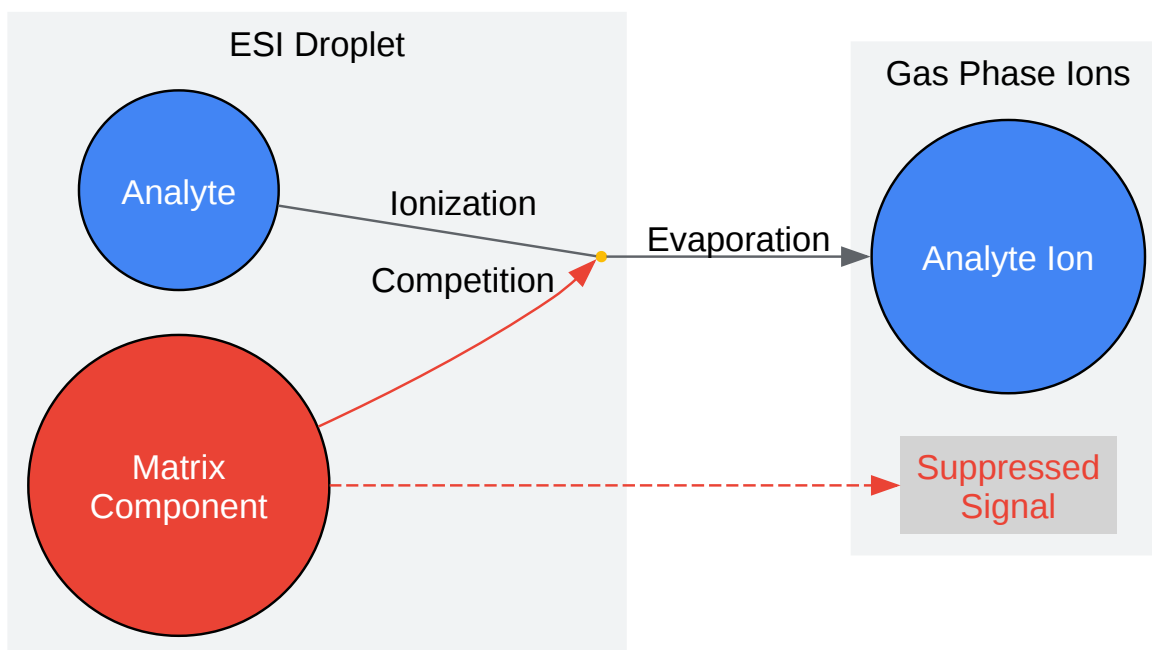 ESI Droplet
Gas Phase Ions
Analyte
Ionization
Evaporation
Competition
Analyte Ion
Matrix
Component
Suppressed
Signal